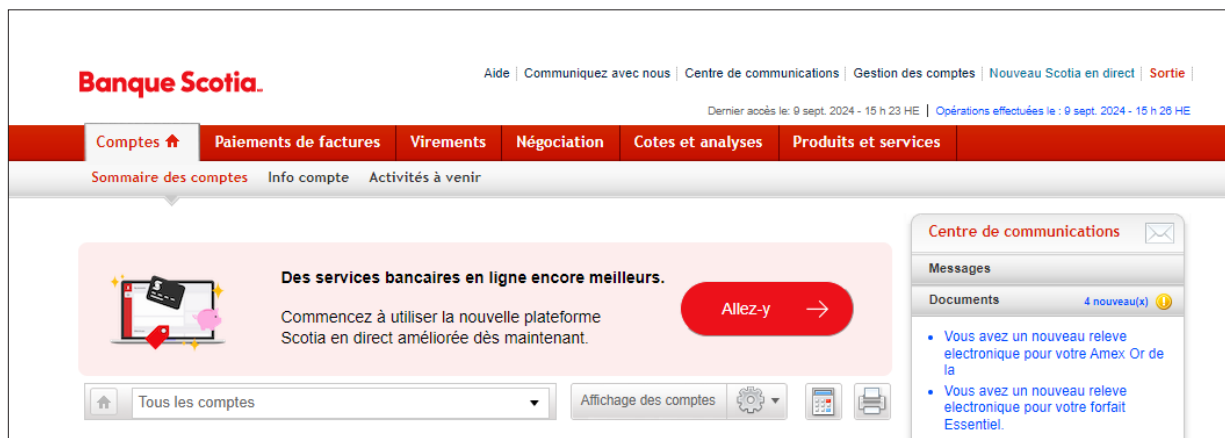 Banque Scotia
Aide | Communiquez avec nous | Centre de communications | Gestion des comptes | Nouveau Scotia en direct | Sortie |
Dernier accès le: 9 sept. 2024 - 15 h 23 HE | Opérations effectuées le : 9 sept. 2024 - 15 h 26 HE
Comptes Paiements de factures Virements Négociation Cotes et analyses Produits et services
Sommaire des comptes Info compte Activités à venir
Des services bancaires en ligne encore meilleurs.
Commencez à utiliser la nouvelle plateforme
Scotia en direct améliorée dès maintenant.
Allez-y
Tous les comptes
Affichage des comptes
Centre de communications
Messages
Documents 4 nouveau(x)
Vous avez un nouveau releve
electronique pour votre Amex Or de
la
Vous avez un nouveau releve
electronique pour votre forfait
Essentiel.